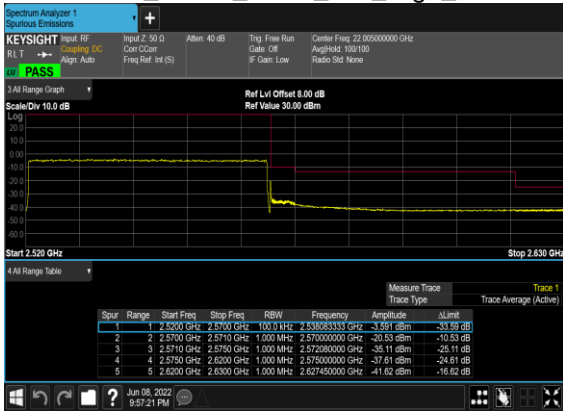 Spectrum Analyzer 1
Spurious Emissions
KEYSIGHT Input: RF Input Z: 50 Ω Atten: 40 dB Trig: Free Run Center Freq: 22.005000000 GHz
RLT Coupling: DC Corr CCorr Gate: Off Avg|Hold: 100/100
Align: Auto Freq Ref: Int (S) IF Gain: Low Radio Std: None
LXI PASS
3 All Range Graph
Ref Lvl Offset 8.00 dB
Scale/Div 10.0 dB Ref Value 30.00 dBm
Log
20.0
10.0
0.00
-10.0
-20.0
-30.0
-40.0
-50.0
-60.0
Start 2.520 GHz Stop 2.630 GHz
4 All Range Table
Measure Trace Trace 1
Trace Type Trace Average (Active)
Spur Range Start Freq Stop Freq RBW Frequency Amplitude ΔLimit
1 1 2.5200 GHz 2.5700 GHz 100.0 kHz 2.538083333 GHz -3.591 dBm -33.59 dB
2 2 2.5700 GHz 2.5710 GHz 1.000 MHz 2.570000000 GHz -20.53 dBm -10.53 dB
3 3 2.5710 GHz 2.5750 GHz 1.000 MHz 2.572080000 GHz -35.11 dBm -25.11 dB
4 4 2.5750 GHz 2.6200 GHz 1.000 MHz 2.575000000 GHz -37.61 dBm -24.61 dB
5 5 2.6200 GHz 2.6300 GHz 1.000 MHz 2.627450000 GHz -41.62 dBm -16.62 dB
Jun 08, 2022
9:57:21 PM